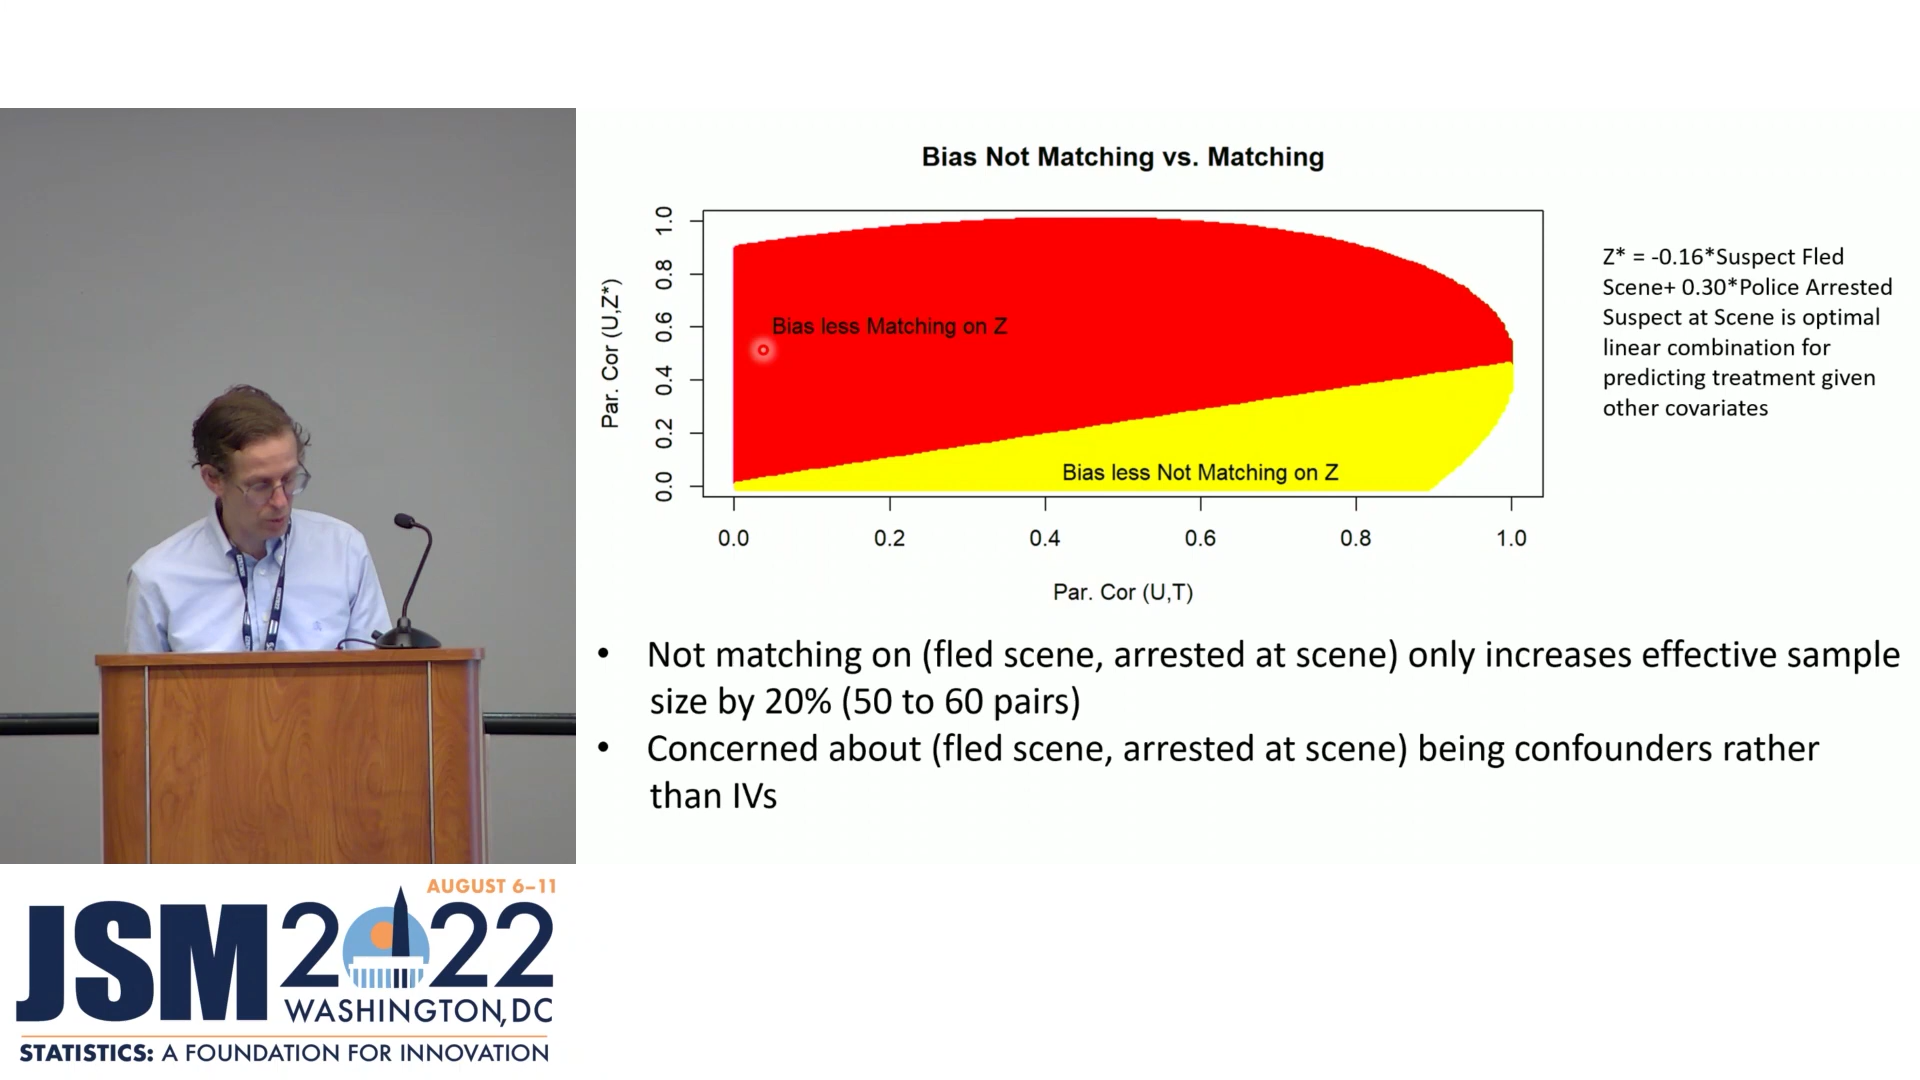 Bias Not Matching vs. Matching
Par. Cor (U,Z*)
1.0
0.8
0.6
0.4
0.2
0.0
Bias less Matching on Z
Bias less Not Matching on Z
0.0 0.2 0.4 0.6 0.8 1.0
Par. Cor (U,T)
Z* = -0.16*Suspect Fled
Scene+ 0.30*Police Arrested
Suspect at Scene is optimal
linear combination for
predicting treatment given
other covariates
• Not matching on (fled scene, arrested at scene) only increases effective sample
size by 20% (50 to 60 pairs)
• Concerned about (fled scene, arrested at scene) being confounders rather
than IVs
AUGUST 6–11
JSM 2022
WASHINGTON, DC
STATISTICS: A FOUNDATION FOR INNOVATION